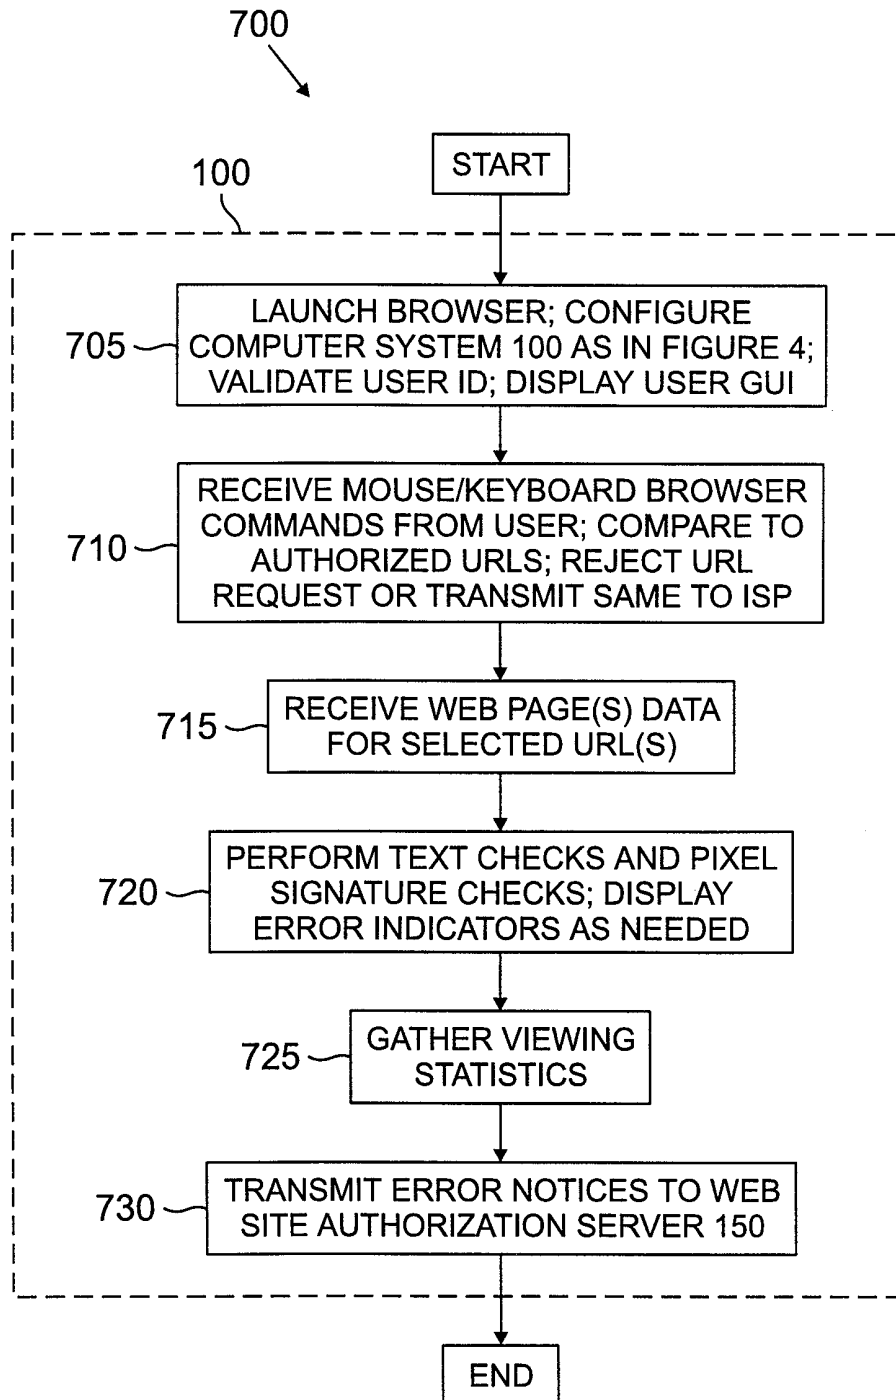 700
START
100
705
LAUNCH BROWSER; CONFIGURE
COMPUTER SYSTEM 100 AS IN FIGURE 4;
VALIDATE USER ID; DISPLAY USER GUI
710
RECEIVE MOUSE/KEYBOARD BROWSER
COMMANDS FROM USER; COMPARE TO
AUTHORIZED URLS; REJECT URL
REQUEST OR TRANSMIT SAME TO ISP
715
RECEIVE WEB PAGE(S) DATA
FOR SELECTED URL(S)
720
PERFORM TEXT CHECKS AND PIXEL
SIGNATURE CHECKS; DISPLAY
ERROR INDICATORS AS NEEDED
725
GATHER VIEWING
STATISTICS
730
TRANSMIT ERROR NOTICES TO WEB
SITE AUTHORIZATION SERVER 150
END